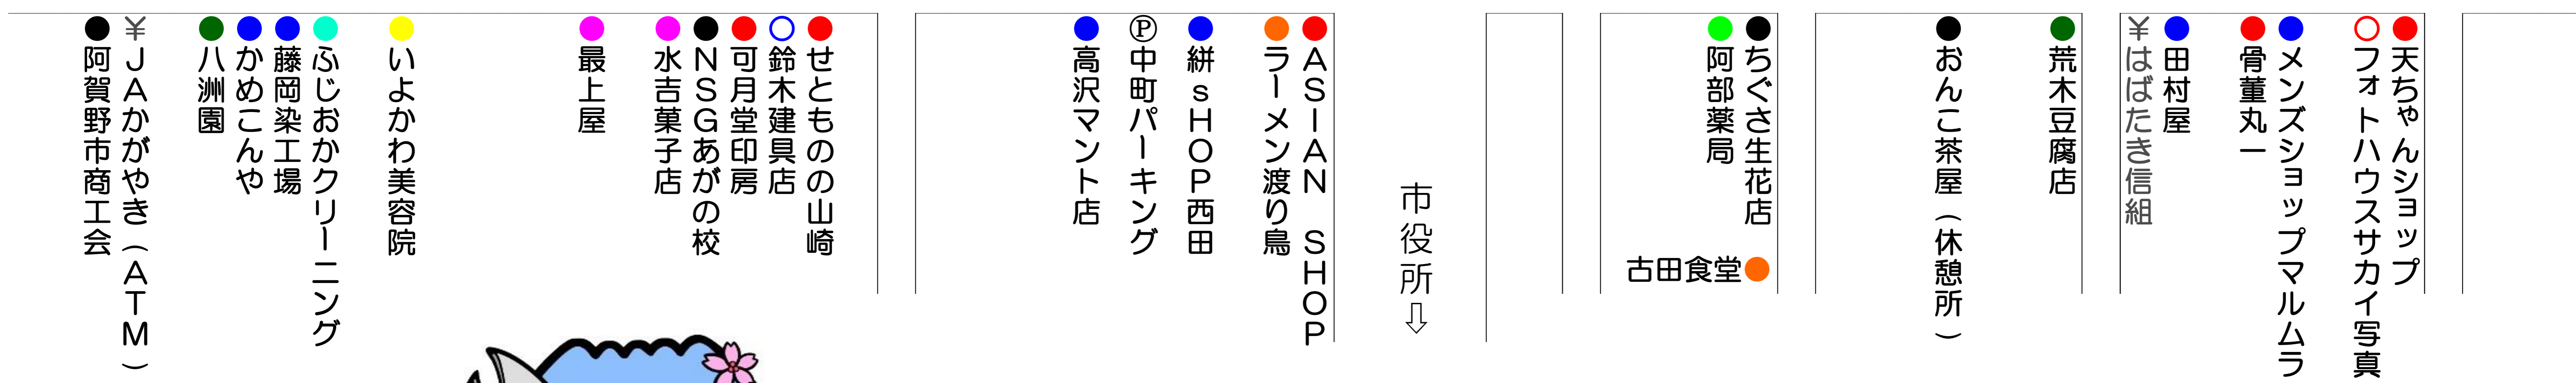 天ちゃんショップ
フォトハウスサカイ写真
メンズショップマルムラ
骨董丸一
田村屋
¥はばたき信組
荒木豆腐店
おんこ茶屋（休憩所）
ちぐさ生花店
阿部薬局
古田食堂
市役所⇩
ASIAN SHOP
ラーメン渡り鳥
絣sHOP西田
Ⓟ中町パーキング
高沢マント店
せとものの山崎
鈴木建具店
可月堂印房
NSGあがの校
水吉菓子店
最上屋
いよかわ美容院
ふじおかクリーニング
藤岡染工場
かめこんや
八洲園
¥JAかがやき（ATM）
阿賀野市商工会